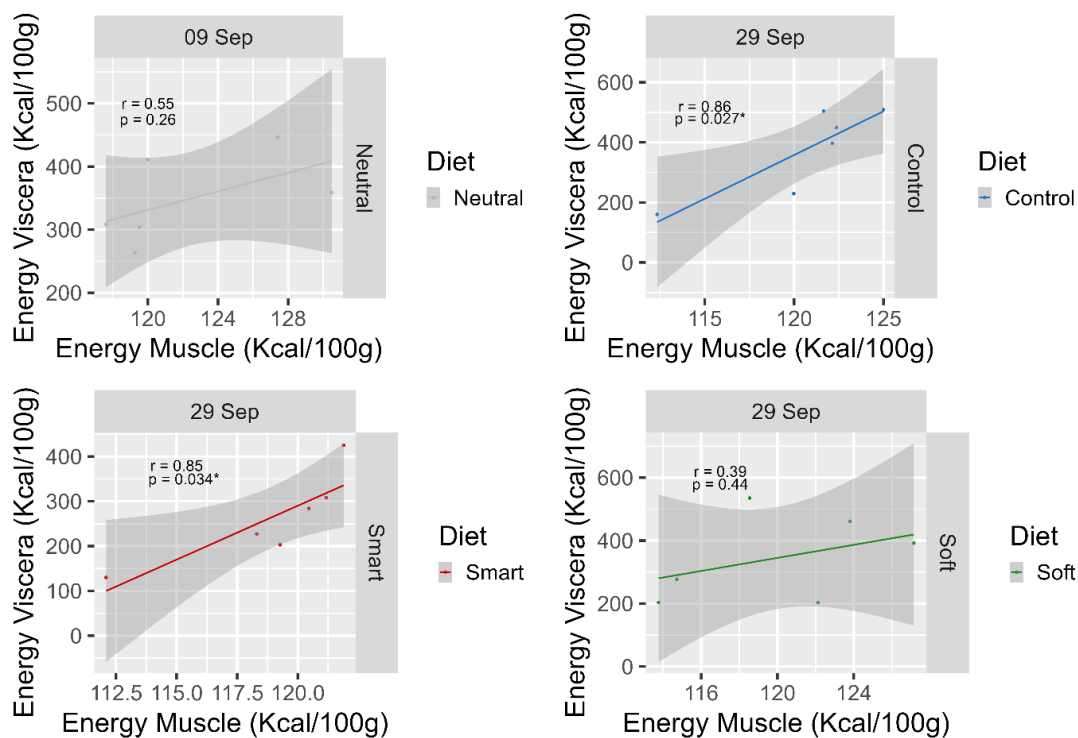 09 Sep
Energy Viscera (Kcal/100g)
500
400
300
200
r = 0.55
p = 0.26
Neutral
120
124
128
Energy Muscle (Kcal/100g)
Diet
Neutral
29 Sep
Energy Viscera (Kcal/100g)
600
400
200
0
r = 0.86
p = 0.027*
Control
115
120
125
Energy Muscle (Kcal/100g)
Diet
Control
29 Sep
Energy Viscera (Kcal/100g)
400
300
200
100
0
r = 0.85
p = 0.034*
Smart
112.5
115.0
117.5
120.0
Energy Muscle (Kcal/100g)
Diet
Smart
29 Sep
Energy Viscera (Kcal/100g)
600
400
200
0
r = 0.39
p = 0.44
Soft
116
120
124
Energy Muscle (Kcal/100g)
Diet
Soft